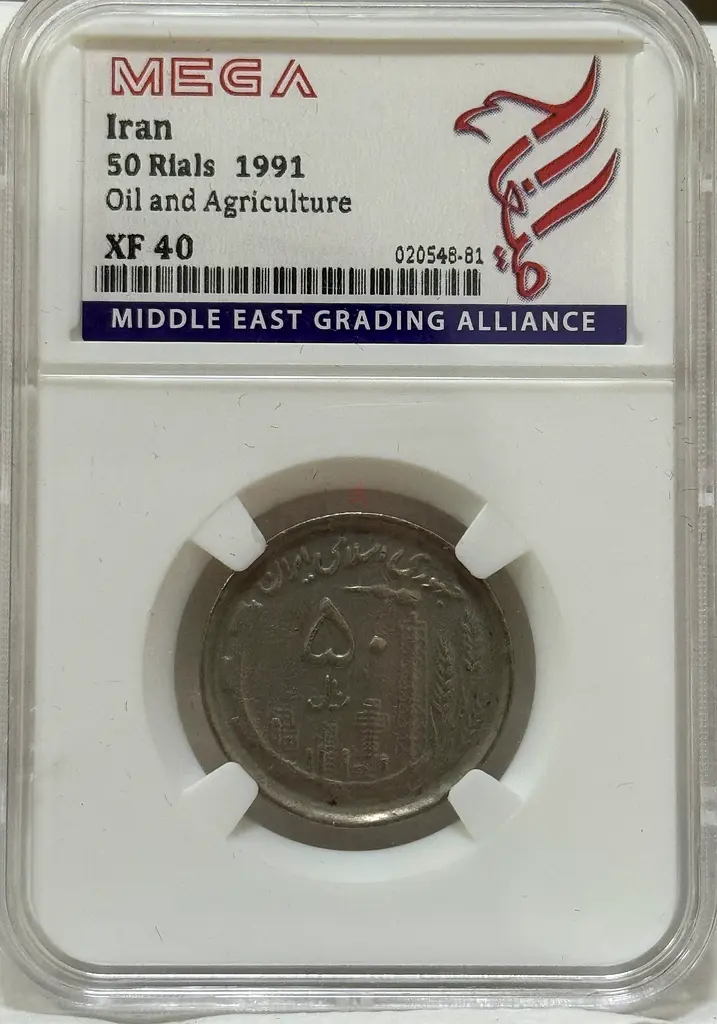 MEGA
Iran
50 Rials 1991
Oil and Agriculture
XF 40
020548-81
MIDDLE EAST GRADING ALLIANCE
جمهوری اسلامی ایران
۵۰
ریال